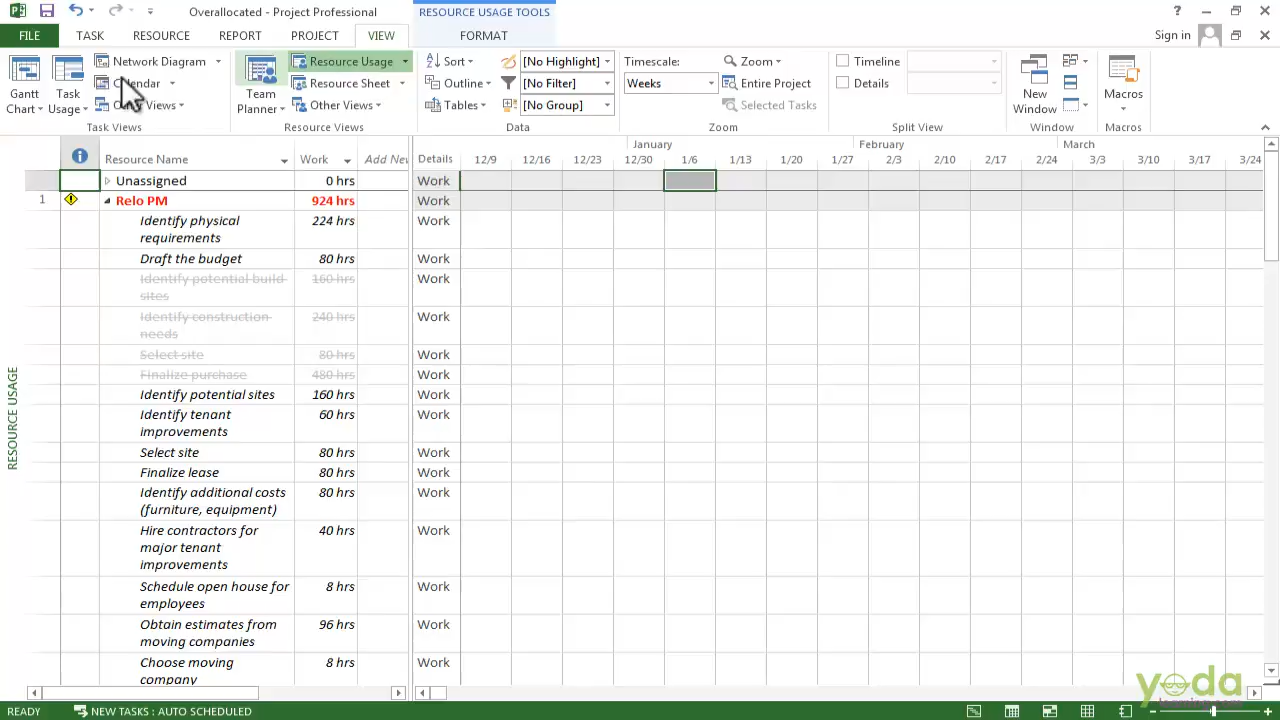 Overallocated - Project Professional
RESOURCE USAGE TOOLS
?
FILE
TASK
RESOURCE
REPORT
PROJECT
VIEW
FORMAT
Sign in
Gantt
Chart
Task
Usage
Network Diagram
Calendar
Other Views
Task Views
Team
Planner
Resource Usage
Resource Sheet
Other Views
Resource Views
Sort
Outline
Tables
[No Highlight]
[No Filter]
[No Group]
Data
Timescale:
Weeks
Zoom
Entire Project
Selected Tasks
Zoom
Timeline
Details
Split View
New
Window
Window
Macros
Macros
Resource Name
Work
Add New
Details
January
February
March
12/9 12/16 12/23 12/30 1/6 1/13 1/20 1/27 2/3 2/10 2/17 2/24 3/3 3/10 3/17 3/24
Unassigned 0 hrs Work
1 Relo PM 924 hrs Work
Identify physical 224 hrs Work
requirements
Draft the budget 80 hrs Work
Identify potential build 160 hrs Work
sites
Identify construction 240 hrs Work
needs
Select site 80 hrs Work
Finalize purchase 480 hrs Work
Identify potential sites 160 hrs Work
Identify tenant 60 hrs Work
improvements
Select site 80 hrs Work
Finalize lease 80 hrs Work
Identify additional costs 80 hrs Work
(furniture, equipment)
Hire contractors for 40 hrs Work
major tenant
improvements
Schedule open house for 8 hrs Work
employees
Obtain estimates from 96 hrs Work
moving companies
Choose moving 8 hrs Work
company
RESOURCE USAGE
yoda
learning.com
READY
NEW TASKS : AUTO SCHEDULED